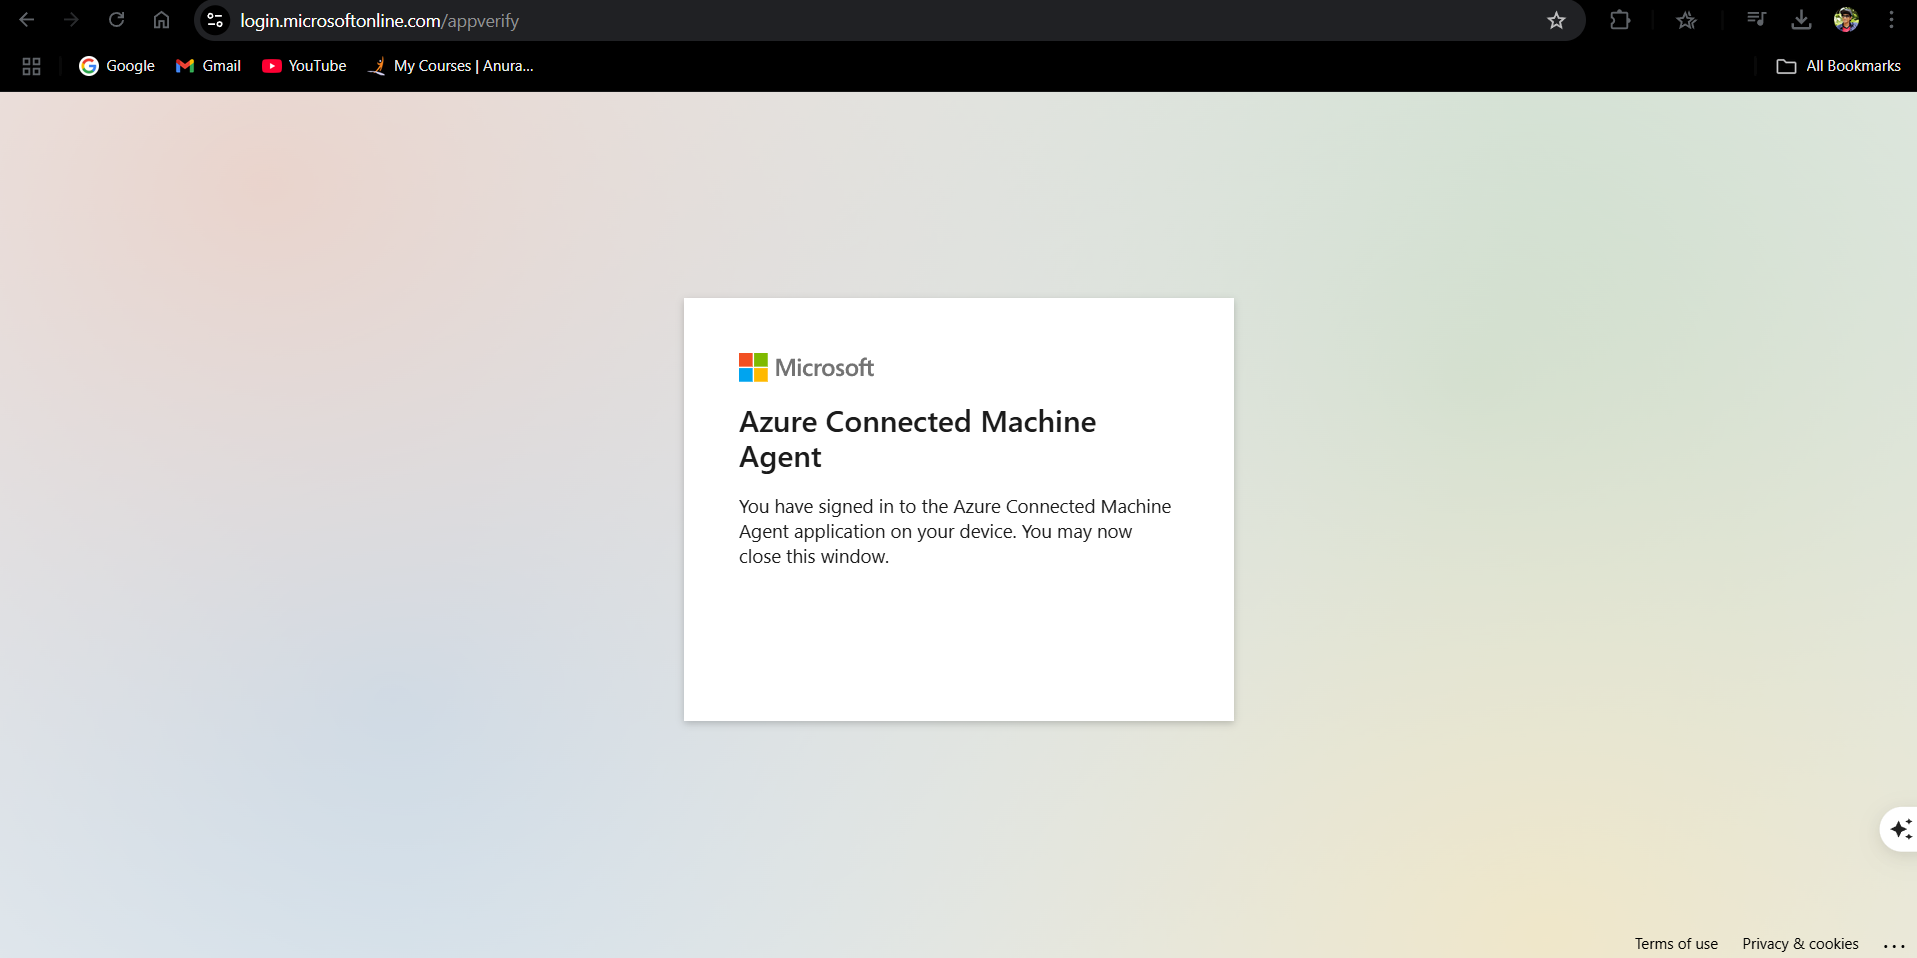 login.microsoftonline.com/appverify
Google
Gmail
YouTube
My Courses | Anura...
All Bookmarks
Microsoft
Azure Connected Machine
Agent
You have signed in to the Azure Connected Machine
Agent application on your device. You may now
close this window.
Terms of use
Privacy & cookies
...